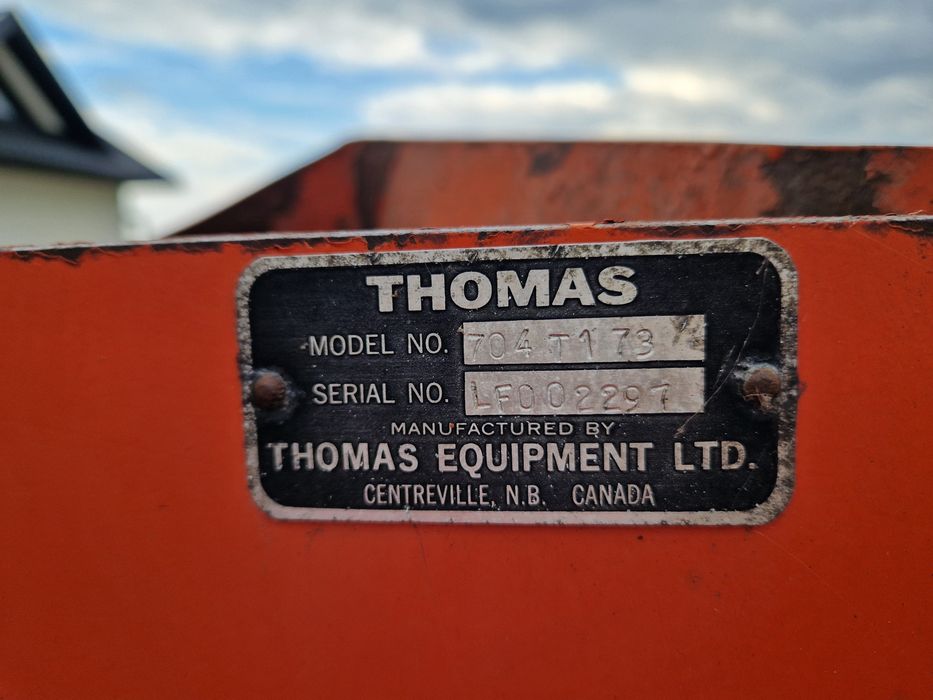 THOMAS
MODEL NO. 704 T173
SERIAL NO. LF002297
MANUFACTURED BY
THOMAS EQUIPMENT LTD.
CENTREVILLE, N.B. CANADA